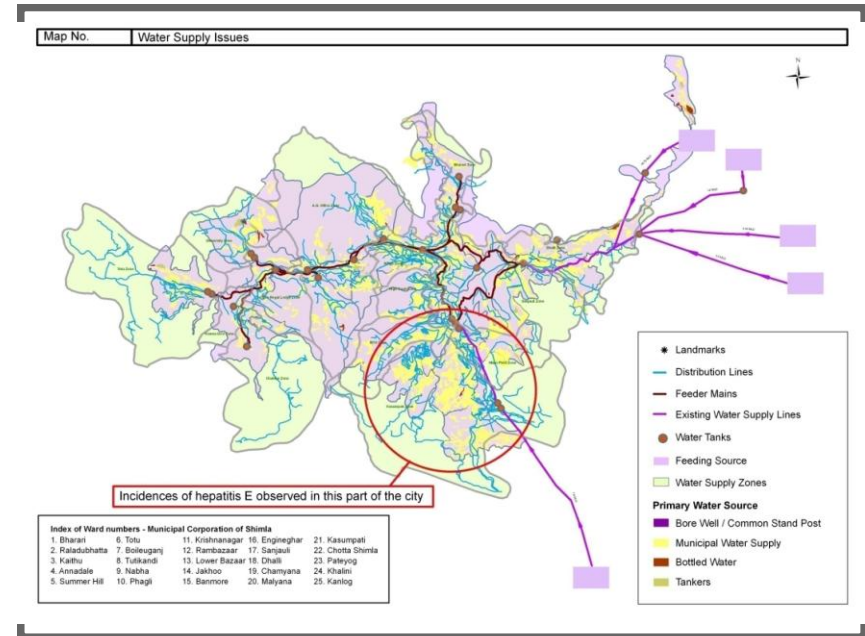 Map No. Water Supply Issues
N
Incidences of hepatitis E observed in this part of the city
Index of Ward numbers - Municipal Corporation of Shimla
1. Bharari 6. Totu 11. Krishnanagar 16. Engineghar 21. Kasumpati
2. Raladubhatta 7. Boileuganj 12. Rambazaar 17. Sanjauli 22. Chotta Shimla
3. Kaithu 8. Tutikandi 13. Lower Bazaar 18. Dhalli 23. Pateyog
4. Annadale 9. Nabha 14. Jakhoo 19. Chamyana 24. Khalini
5. Summer Hill 10. Phagli 15. Banmore 20. Malyana 25. Kanlog
Landmarks
Distribution Lines
Feeder Mains
Existing Water Supply Lines
Water Tanks
Feeding Source
Water Supply Zones
Primary Water Source
Bore Well / Common Stand Post
Municipal Water Supply
Bottled Water
Tankers